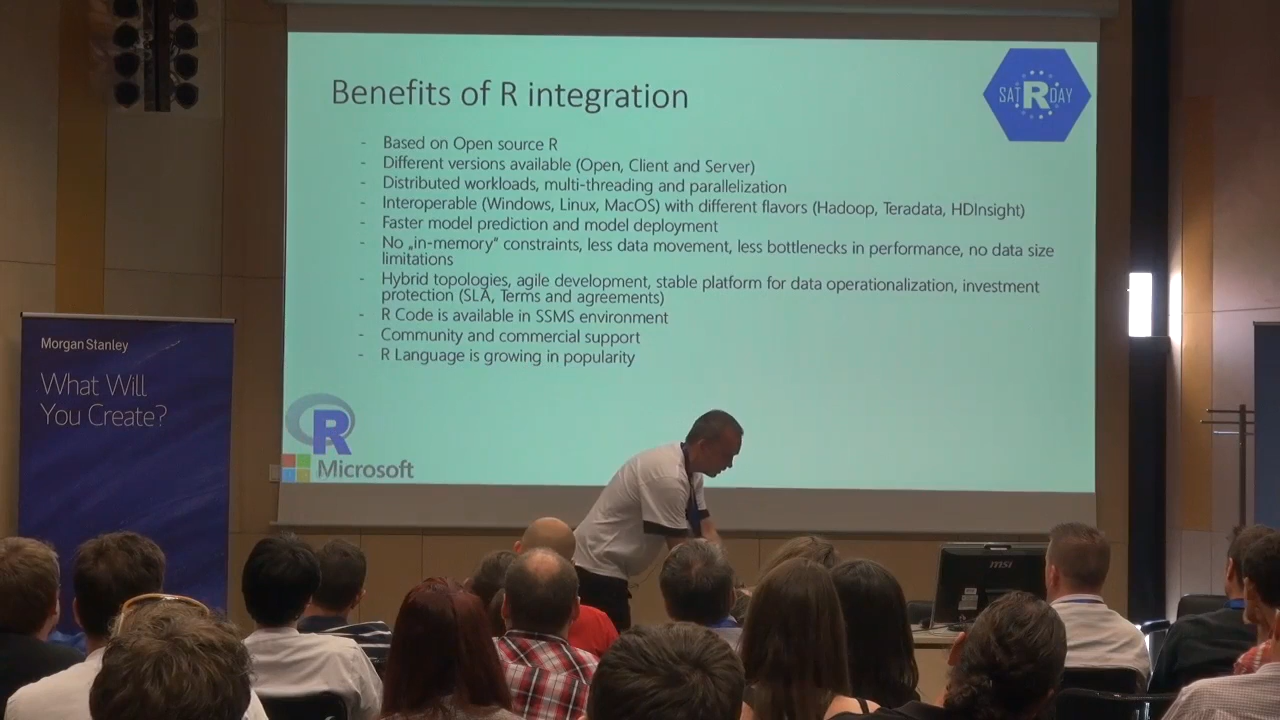 Benefits of R integration
SATRDAY
- Based on Open source R
- Different versions available (Open, Client and Server)
- Distributed workloads, multi-threading and parallelization
- Interoperable (Windows, Linux, MacOS) with different flavors (Hadoop, Teradata, HDInsight)
- Faster model prediction and model deployment
- No „in-memory" constraints, less data movement, less bottlenecks in performance, no data size
limitations
- Hybrid topologies, agile development, stable platform for data operationalization, investment
protection (SLA, Terms and agreements)
- R Code is available in SSMS environment
- Community and commercial support
- R Language is growing in popularity
R
Microsoft
Morgan Stanley
What Will
You Create?
msi